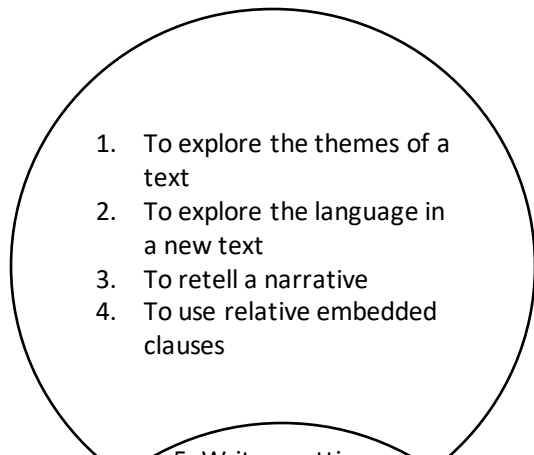 1. To explore the themes of a
text
2. To explore the language in
a new text
3. To retell a narrative
4. To use relative embedded
clauses